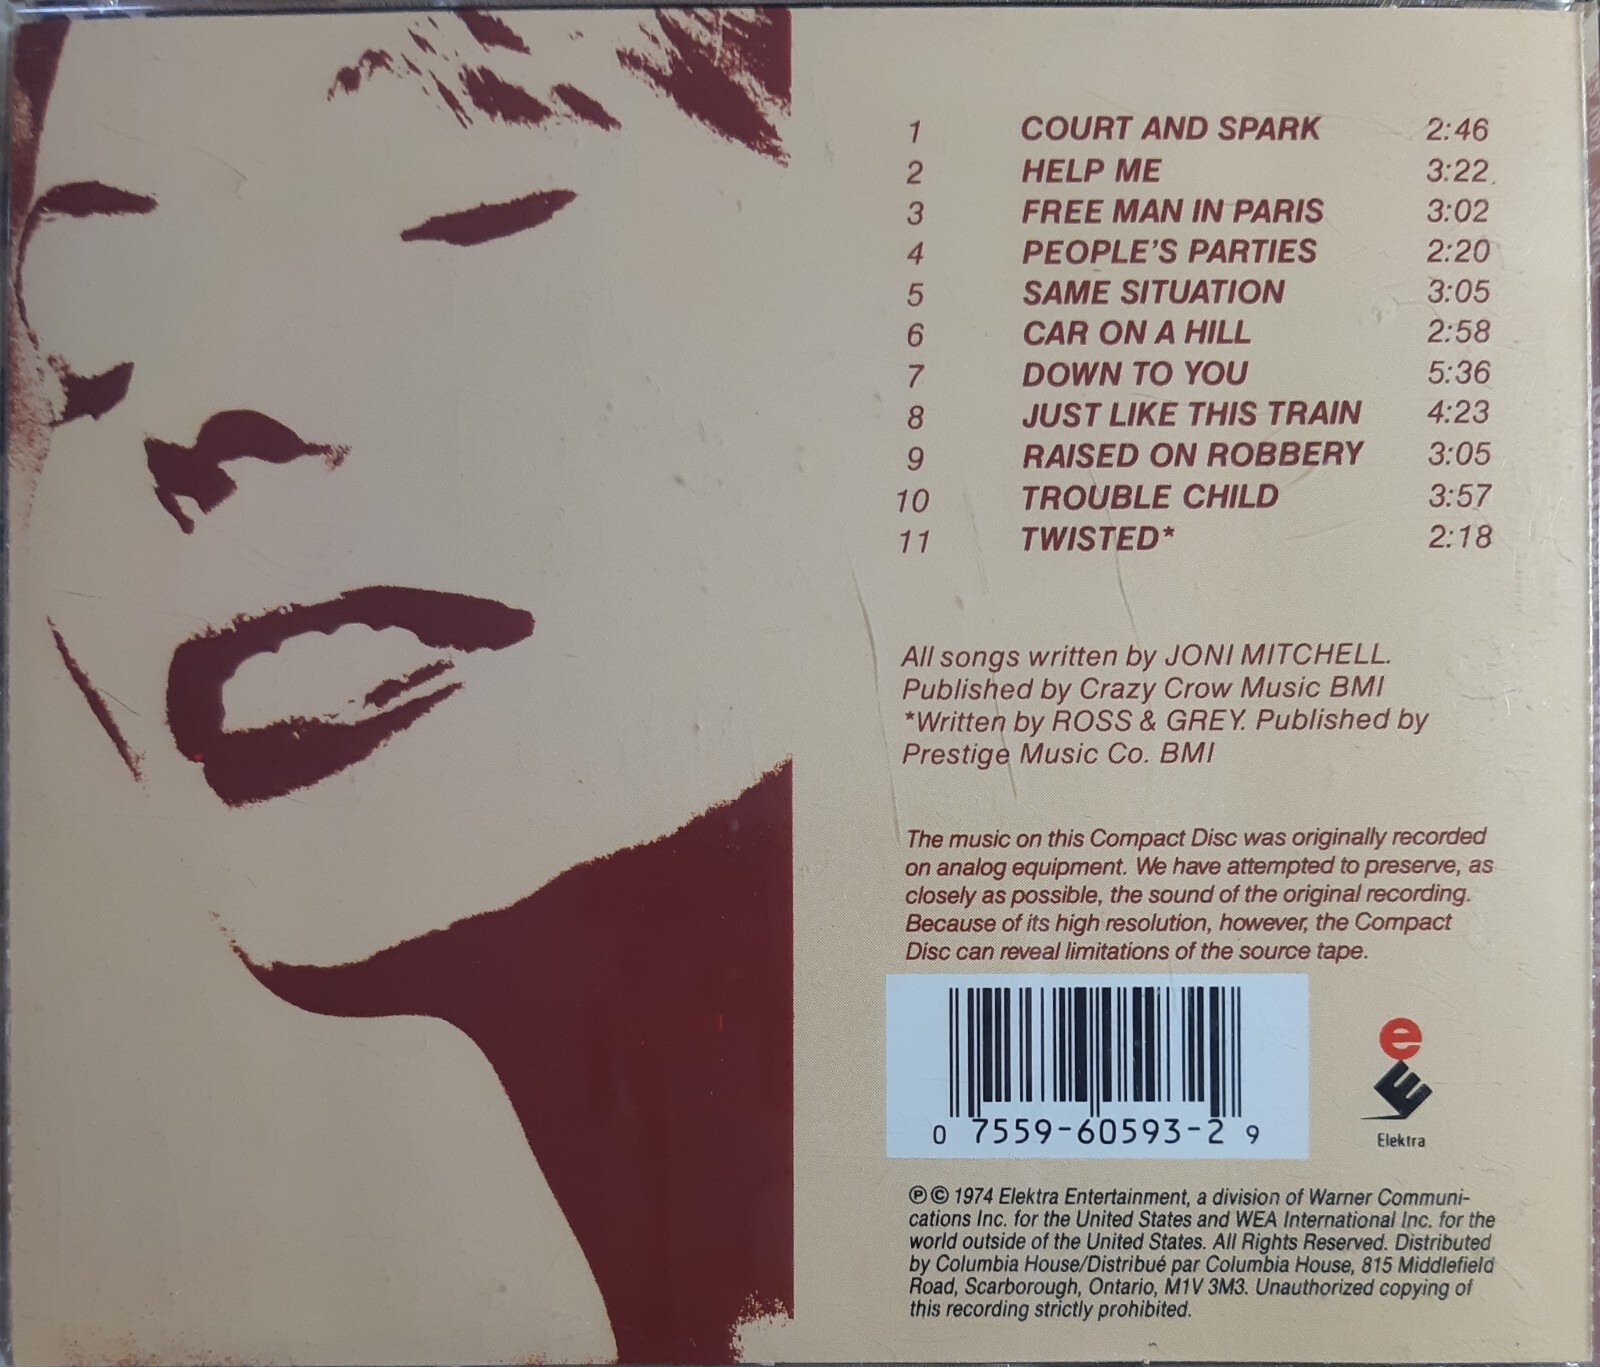 1 COURT AND SPARK 2:46
2 HELP ME 3:22
3 FREE MAN IN PARIS 3:02
4 PEOPLE'S PARTIES 2:20
5 SAME SITUATION 3:05
6 CAR ON A HILL 2:58
7 DOWN TO YOU 5:36
8 JUST LIKE THIS TRAIN 4:23
9 RAISED ON ROBBERY 3:05
10 TROUBLE CHILD 3:57
11 TWISTED* 2:18
All songs written by JONI MITCHELL.
Published by Crazy Crow Music BMI
*Written by ROSS & GREY. Published by
Prestige Music Co. BMI
The music on this Compact Disc was originally recorded
on analog equipment. We have attempted to preserve, as
closely as possible, the sound of the original recording.
Because of its high resolution, however, the Compact
Disc can reveal limitations of the source tape.
0 7559-60593-2 9
e
E
Elektra
℗ © 1974 Elektra Entertainment, a division of Warner Communi-
cations Inc. for the United States and WEA International Inc. for the
world outside of the United States. All Rights Reserved. Distributed
by Columbia House/Distribué par Columbia House, 815 Middlefield
Road, Scarborough, Ontario, M1V 3M3. Unauthorized copying of
this recording strictly prohibited.